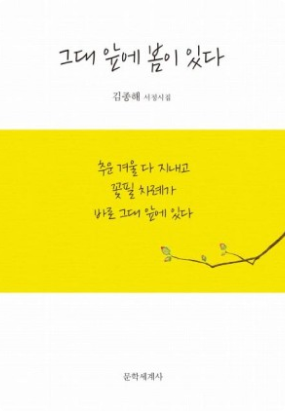 그대 앞에 봄이 있다
김종해 서정시집
추운 겨울 다 지내고
꽃필 차례가
바로 그대 앞에 있다
문학세계사